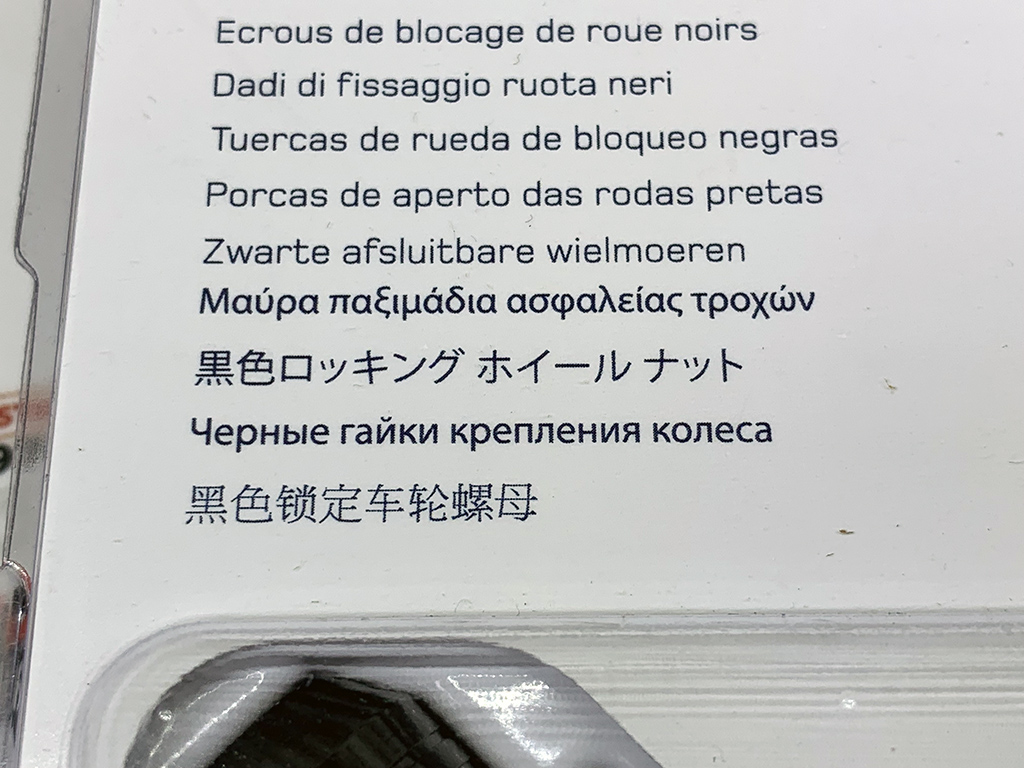 Ecrous de blocage de roue noirs
Dadi di fissaggio ruota neri
Tuercas de rueda de bloqueo negras
Porcas de aperto das rodas pretas
Zwarte afsluitbare wielmoeren
Μαύρα παξιμάδια ασφαλείας τροχών
黒色ロッキング ホイール ナット
Черные гайки крепления колеса
黑色锁定车轮螺母